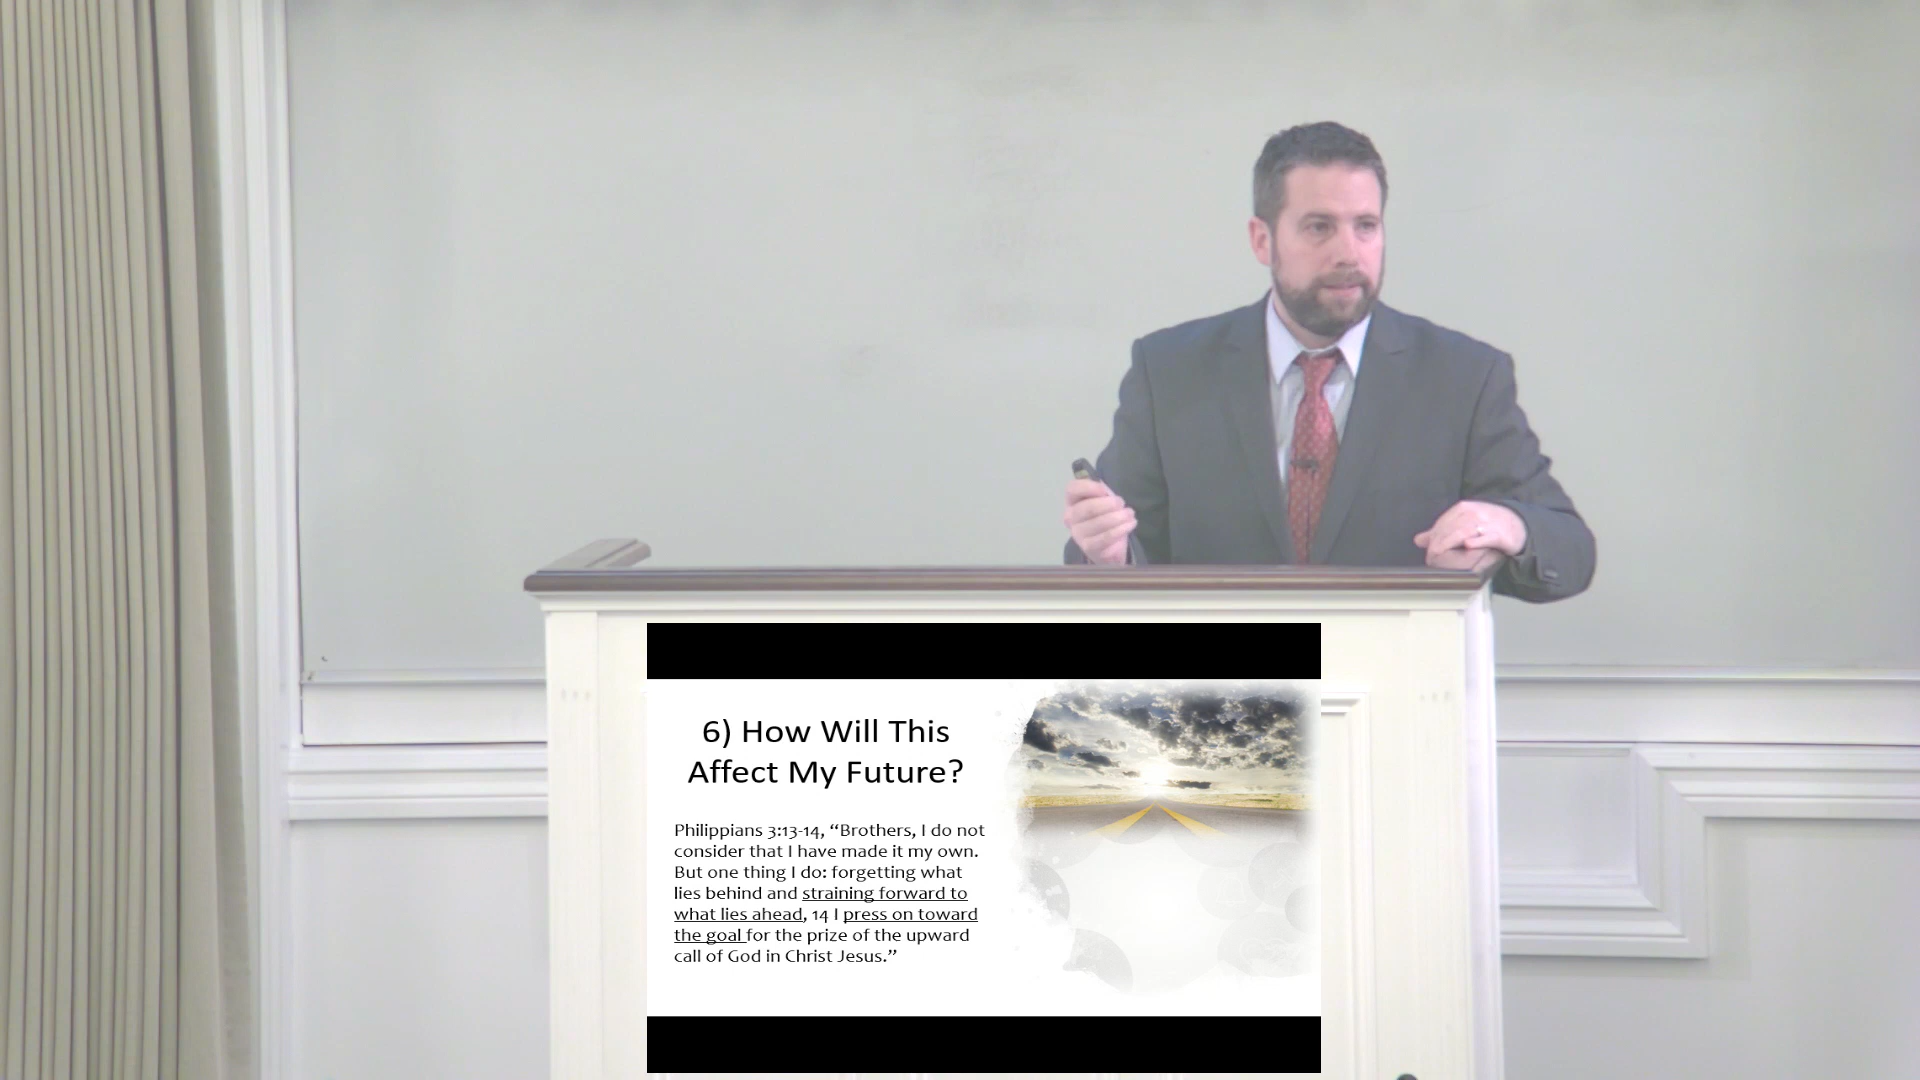 6) How Will This
Affect My Future?
Philippians 3:13-14, “Brothers, I do not
consider that I have made it my own.
But one thing I do: forgetting what
lies behind and straining forward to
what lies ahead, 14 I press on toward
the goal for the prize of the upward
call of God in Christ Jesus.”